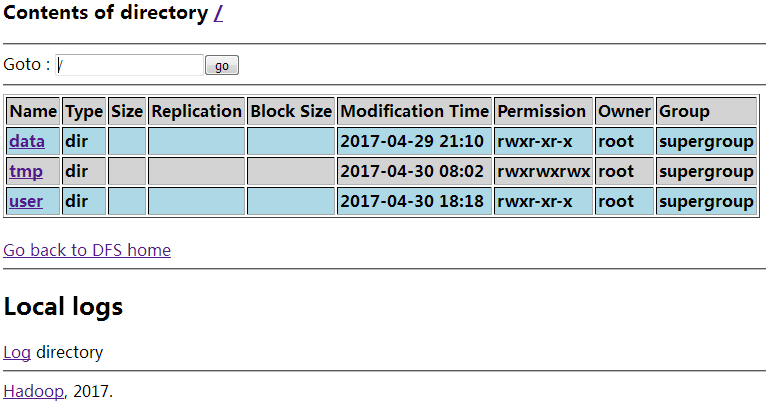 Contents of directory /
Goto : / go
Name Type Size Replication Block Size Modification Time Permission Owner Group
data dir 2017-04-29 21:10 rwxr-xr-x root supergroup
tmp dir 2017-04-30 08:02 rwxrwxrwx root supergroup
user dir 2017-04-30 18:18 rwxr-xr-x root supergroup
Go back to DFS home
Local logs
Log directory
Hadoop, 2017.